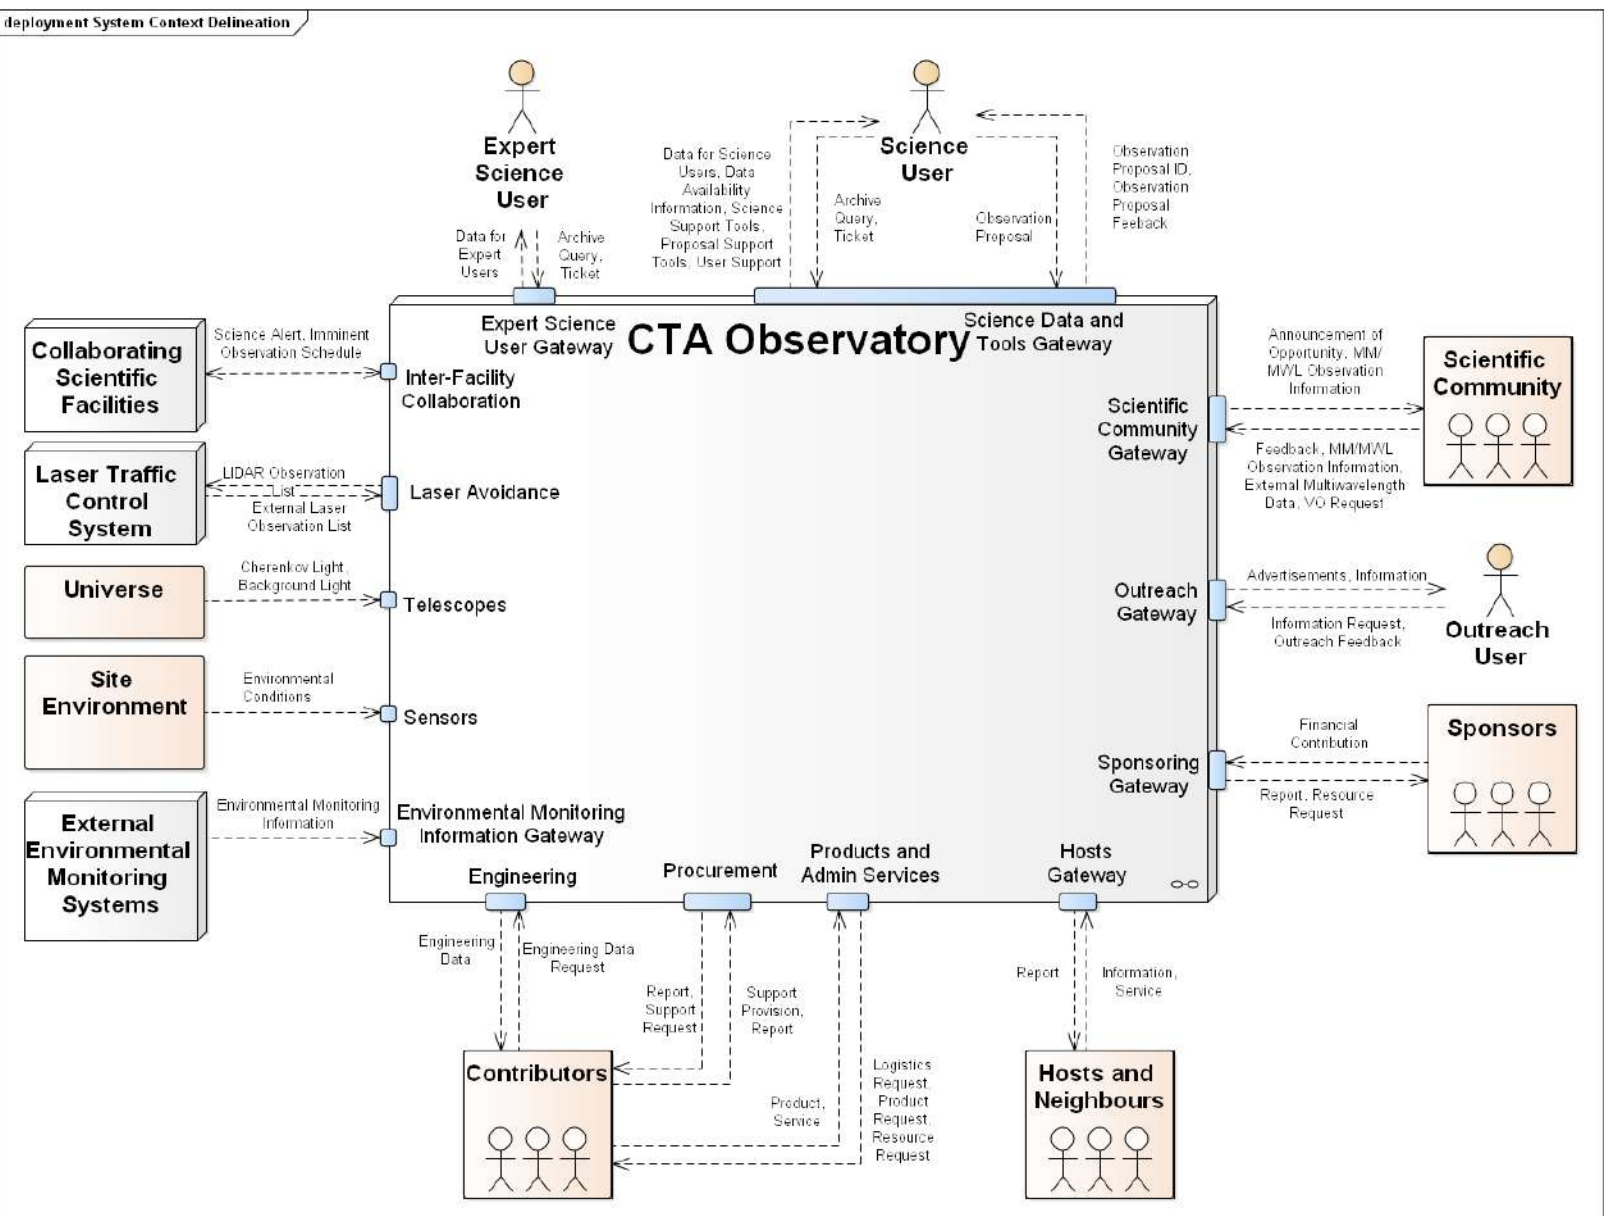 deployment System Context Delineation
Expert
Science
User
Science
User
Data for
Expert
Users
Archive
Query,
Ticket
Data for Science
Users, Data
Availability
Information, Science
Support Tools,
Proposal Support
Tools, User Support
Archive
Query,
Ticket
Observation
Proposal
Observation
Proposal ID,
Observation
Proposal
Feeback
CTA Observatory
Expert Science
User Gateway
Science Data and
Tools Gateway
Collaborating
Scientific
Facilities
Science Alert, Imminent
Observation Schedule
Inter-Facility
Collaboration
Laser Traffic
Control
System
LIDAR Observation
List
External Laser
Observation List
Laser Avoidance
Universe
Cherenkov Light,
Background Light
Telescopes
Site
Environment
Environmental
Conditions
Sensors
External
Environmental
Monitoring
Systems
Environmental Monitoring
Information
Environmental Monitoring
Information Gateway
Scientific
Community
Gateway
Announcement of
Opportunity, MM/
MWL Observation
Information
Feedback, MM/MWL
Observation Information,
External Multiwavelength
Data, VO Request
Scientific
Community
Outreach
Gateway
Advertisements, Information
Information Request,
Outreach Feedback
Outreach
User
Sponsoring
Gateway
Financial
Contribution
Report, Resource
Request
Sponsors
Engineering
Procurement
Products and
Admin Services
Hosts
Gateway
Engineering
Data
Engineering Data
Request
Report,
Support
Request
Support
Provision,
Report
Product,
Service
Logistics
Request,
Product
Request,
Resource
Request
Report
Information,
Service
Contributors
Hosts and
Neighbours